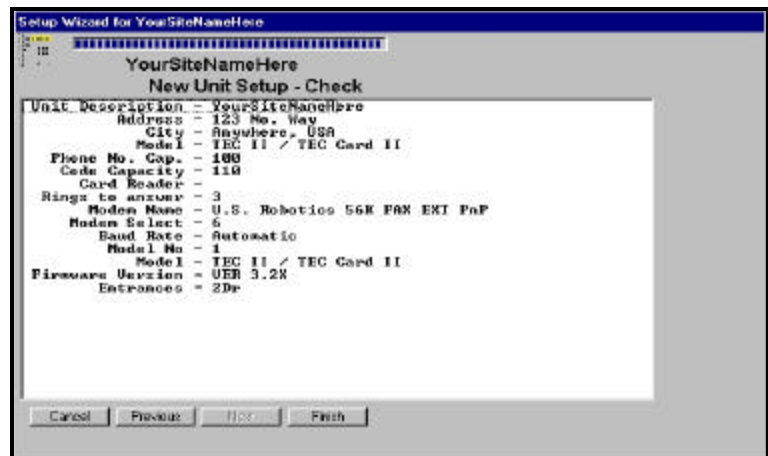 Setup Wizard for YourSiteNameHere
YourSiteNameHere
New Unit Setup - Check
Unit Description - YourSiteNameHere
Address - 123 No. Way
City - Anywhere, USA
Model - TEC II / TEC Card II
Phone No. Cap. - 100
Code Capacity - 110
Card Reader -
Rings to answer - 3
Modem Name - U.S. Robotics 56K FAX EXT PnP
Modem Select - 6
Baud Rate - Automatic
Model No - 1
Model - TEC II / TEC Card II
Firmware Version - VER 3.2X
Entrances - 2Dr
Cancel Previous Next Finish